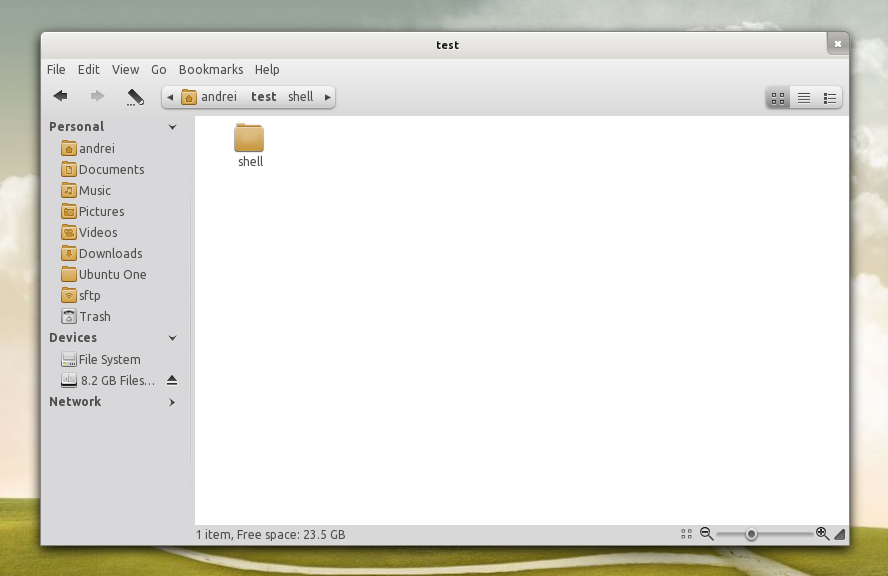 test
File Edit View Go Bookmarks Help
andrei test shell
Personal
andrei
Documents
Music
Pictures
Videos
Downloads
Ubuntu One
sftp
Trash
Devices
File System
8.2 GB Files...
Network
shell
1 item, Free space: 23.5 GB